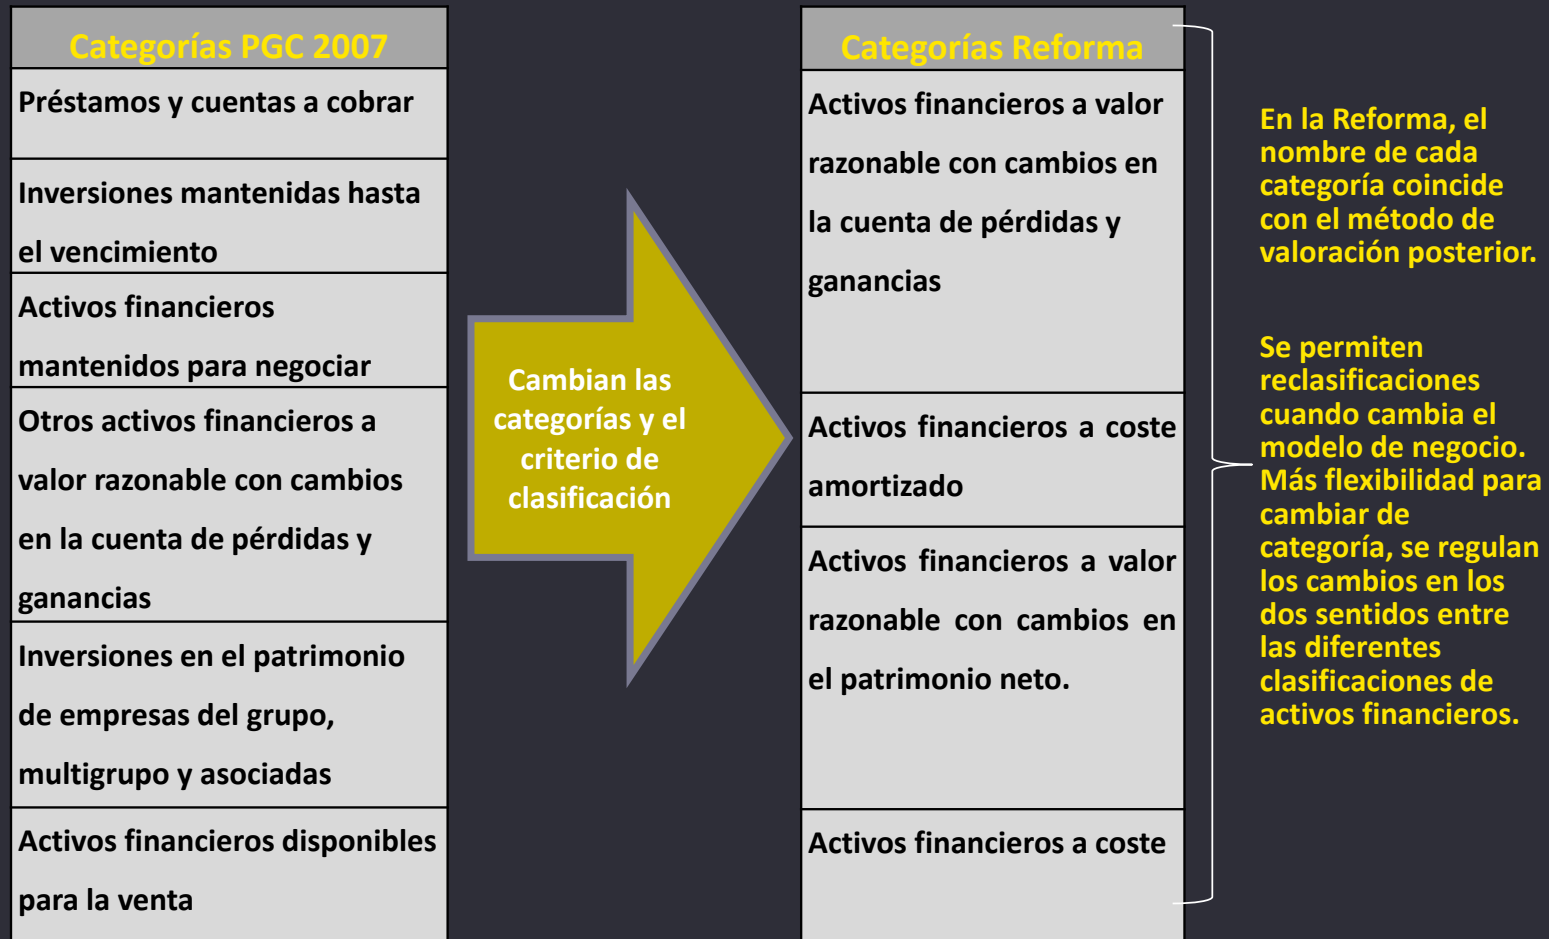 Categorías PGC 2007
Préstamos y cuentas a cobrar
Inversiones mantenidas hasta
el vencimiento
Activos financieros
mantenidos para negociar
Otros activos financieros a
valor razonable con cambios
en la cuenta de pérdidas y
ganancias
Inversiones en el patrimonio
de empresas del grupo,
multigrupo y asociadas
Activos financieros disponibles
para la venta
Cambian las
categorías y el
criterio de
clasificación
Categorías Reforma
Activos financieros a valor
razonable con cambios en
la cuenta de pérdidas y
ganancias
Activos financieros a coste
amortizado
Activos financieros a valor
razonable con cambios en
el patrimonio neto.
Activos financieros a coste
En la Reforma, el
nombre de cada
categoría coincide
con el método de
valoración posterior.
Se permiten
reclasificaciones
cuando cambia el
modelo de negocio.
Más flexibilidad para
cambiar de
categoría, se regulan
los cambios en los
dos sentidos entre
las diferentes
clasificaciones de
activos financieros.